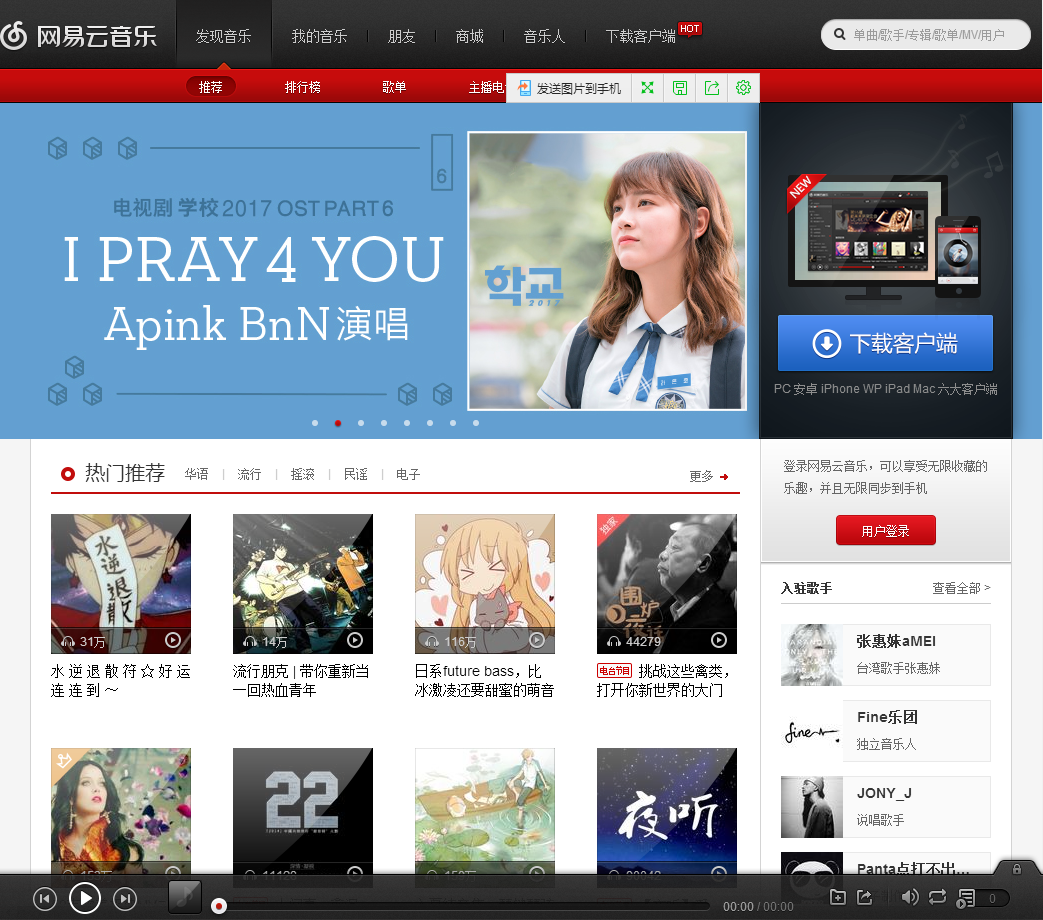 网易云音乐
发现音乐
我的音乐
朋友
商城
音乐人
下载客户端
HOT
单曲/歌手/专辑/歌单/MV/用户
推荐
排行榜
歌单
主播电
发送图片到手机
6
电视剧 学校2017 OST PART 6
I PRAY 4 YOU
Apink BnN 演唱
학교
2017
NEW
下载客户端
PC 安卓 iPhone WP iPad Mac 六大客户端
热门推荐
华语
流行
摇滚
民谣
电子
更多
登录网易云音乐，可以享受无限收藏的
乐趣，并且无限同步到手机
用户登录
水逆退散
31万
14万
116万
独家
44279
水 逆 退 散 符 ☆ 好 运
连 连 到 ～
流行朋克 | 带你重新当
一回热血青年
日系future bass，比
冰激凌还要甜蜜的萌音
电台节目 挑战这些禽类，
打开你新世界的大门
入驻歌手
查看全部 >
张惠妹aMEI
台湾歌手张惠妹
fine
Fine乐团
独立音乐人
JONY_J
说唱歌手
Panta点打不出...
22
夜听
00:00 / 00:00
0